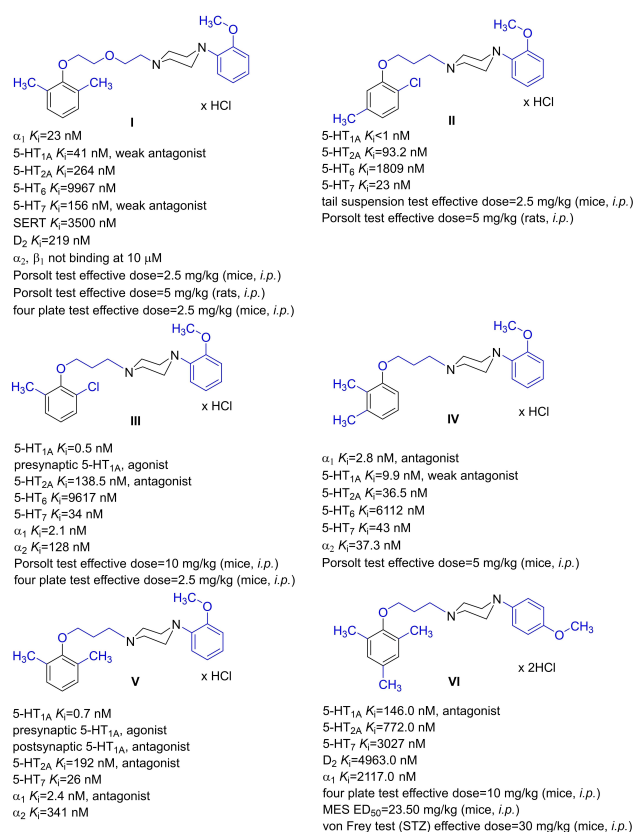 H₃C
O
O
O
N
N
H₃C
CH₃
x HCl
I
α₁ Kᵢ=23 nM
5-HT₁A Kᵢ=41 nM, weak antagonist
5-HT₂A Kᵢ=264 nM
5-HT₆ Kᵢ=9967 nM
5-HT₇ Kᵢ=156 nM, weak antagonist
SERT Kᵢ=3500 nM
D₂ Kᵢ=219 nM
α₂, β₁ not binding at 10 μM
Porsolt test effective dose=2.5 mg/kg (mice, i.p.)
Porsolt test effective dose=5 mg/kg (rats, i.p.)
four plate test effective dose=2.5 mg/kg (mice, i.p.)
O
CH₃
O
N
N
Cl
H₃C
x HCl
II
5-HT₁A Kᵢ<1 nM
5-HT₂A Kᵢ=93.2 nM
5-HT₆ Kᵢ=1809 nM
5-HT₇ Kᵢ=23 nM
tail suspension test effective dose=2.5 mg/kg (mice, i.p.)
Porsolt test effective dose=5 mg/kg (rats, i.p.)
H₃C
O
O
N
N
H₃C
Cl
x HCl
III
5-HT₁A Kᵢ=0.5 nM
presynaptic 5-HT₁A, agonist
5-HT₂A Kᵢ=138.5 nM, antagonist
5-HT₆ Kᵢ=9617 nM
5-HT₇ Kᵢ=34 nM
α₁ Kᵢ=2.1 nM
α₂ Kᵢ=128 nM
Porsolt test effective dose=10 mg/kg (mice, i.p.)
four plate test effective dose=2.5 mg/kg (mice, i.p.)
O
CH₃
O
N
N
CH₃
H₃C
x HCl
IV
α₁ Kᵢ=2.8 nM, antagonist
5-HT₁A Kᵢ=9.9 nM, weak antagonist
5-HT₂A Kᵢ=36.5 nM
5-HT₆ Kᵢ=6112 nM
5-HT₇ Kᵢ=43 nM
α₂ Kᵢ=37.3 nM
Porsolt test effective dose=5 mg/kg (mice, i.p.)
H₃C
O
O
N
N
H₃C
CH₃
x HCl
V
5-HT₁A Kᵢ=0.7 nM
presynaptic 5-HT₁A, agonist
postsynaptic 5-HT₁A, antagonist
5-HT₂A Kᵢ=192 nM, antagonist
5-HT₇ Kᵢ=26 nM
α₁ Kᵢ=2.4 nM, antagonist
α₂ Kᵢ=341 nM
O
N
N
H₃C
CH₃
O
CH₃
CH₃
x 2HCl
VI
5-HT₁A Kᵢ=146.0 nM, antagonist
5-HT₂A Kᵢ=772.0 nM
5-HT₇ Kᵢ=3027 nM
D₂ Kᵢ=4963.0 nM
α₁ Kᵢ=2117.0 nM
four plate test effective dose=10 mg/kg (mice, i.p.)
MES ED₅₀=23.50 mg/kg (mice, i.p.)
von Frey test (STZ) effective dose=30 mg/kg (mice, i.p.)